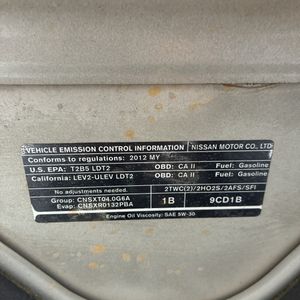 VEHICLE EMISSION CONTROL INFORMATION NISSAN MOTOR CO., LTD
Conforms to regulations: 2012 MY
U.S. EPA: T2B5 LDT2 OBD: CA II Fuel: Gasoline
California: LEV2-ULEV LDT2 OBD: CA II Fuel: Gasoline
No adjustments needed. 2TWC(2)/2HO2S/2AFS/SFI
Group: CNSXT04.0G6A 1B 9CD1B
Evap: CNSXR0132PBA
Engine Oil Viscosity: SAE 5W-30